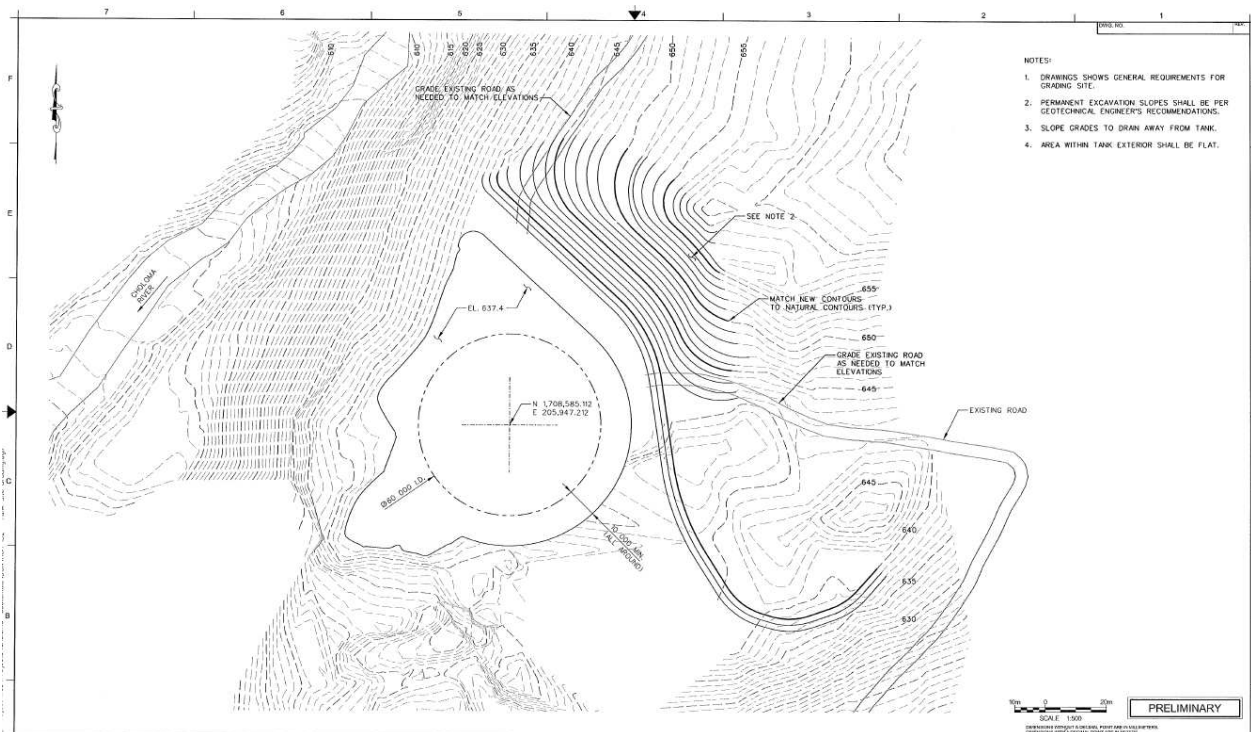 7 6 5 4 3 2 1
DWG. NO. REV.
F
E
D
C
B
610 610 615 620 625 630 635 640 645 650 655
GRADE EXISTING ROAD AS
NEEDED TO MATCH ELEVATIONS
NOTES:
1. DRAWINGS SHOWS GENERAL REQUIREMENTS FOR
GRADING SITE.
2. PERMANENT EXCAVATION SLOPES SHALL BE PER
GEOTECHNICAL ENGINEER'S RECOMMENDATIONS.
3. SLOPE GRADES TO DRAIN AWAY FROM TANK.
4. AREA WITHIN TANK EXTERIOR SHALL BE FLAT.
SEE NOTE 2
CHOLOMA
RIVER
EL. 637.4
MATCH NEW CONTOURS
TO NATURAL CONTOURS (TYP.)
655
650
GRADE EXISTING ROAD
AS NEEDED TO MATCH
ELEVATIONS
645
N 1,708,585.112
E 205,947.212
EXISTING ROAD
Ø60 000 I.D.
645
10 000 MIN.
(ALL AROUND)
640
635
630
10m 0 20m
SCALE 1:500
PRELIMINARY